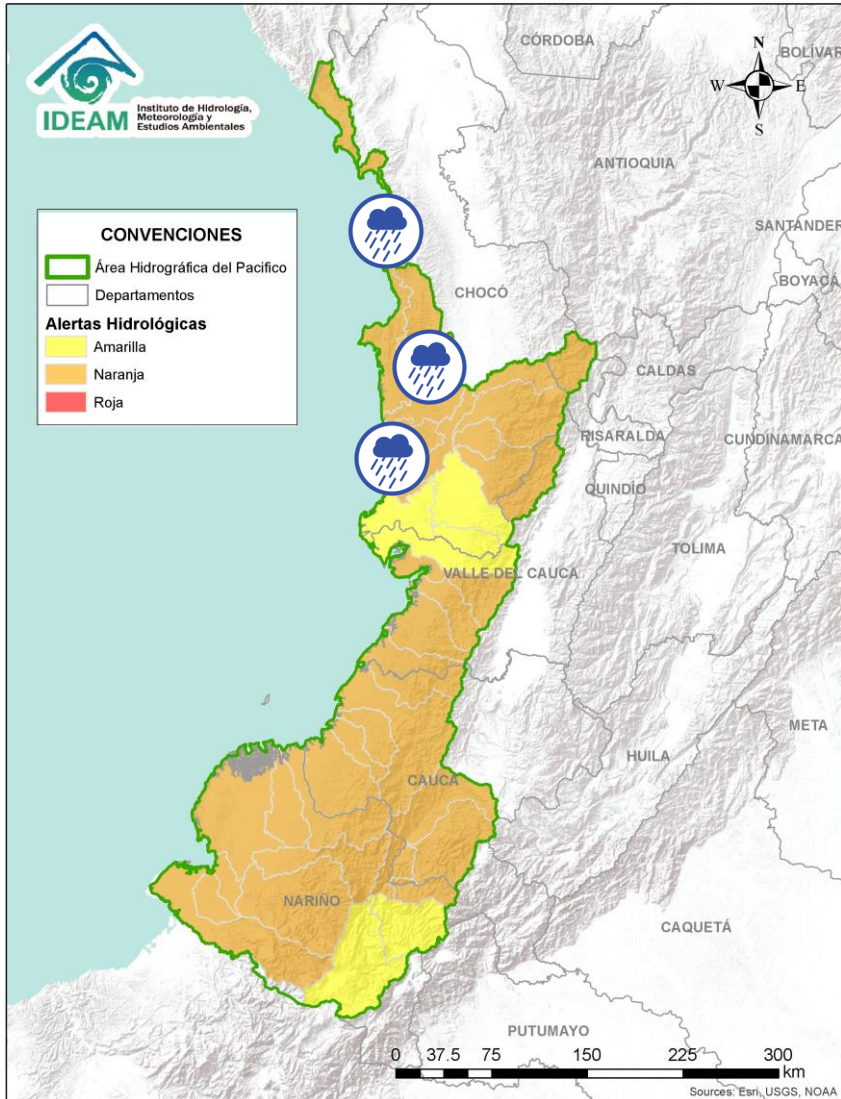 IDEAM
Instituto de Hidrología,
Meteorología y
Estudios Ambientales
CONVENCIONES
Área Hidrográfica del Pacifico
Departamentos
Alertas Hidrológicas
Amarilla
Naranja
Roja
N
W
E
S
CÓRDOBA
BOLÍVAR
ANTIOQUIA
SANTANDER
BOYACÁ
CHOCÓ
CALDAS
RISARALDA
CUNDINAMARCA
QUINDÍO
TOLIMA
VALLE DEL CAUCA
META
HUILA
CAUCA
NARIÑO
CAQUETÁ
PUTUMAYO
0 37.5 75 150 225 300
km
Sources: Esri, USGS, NOAA